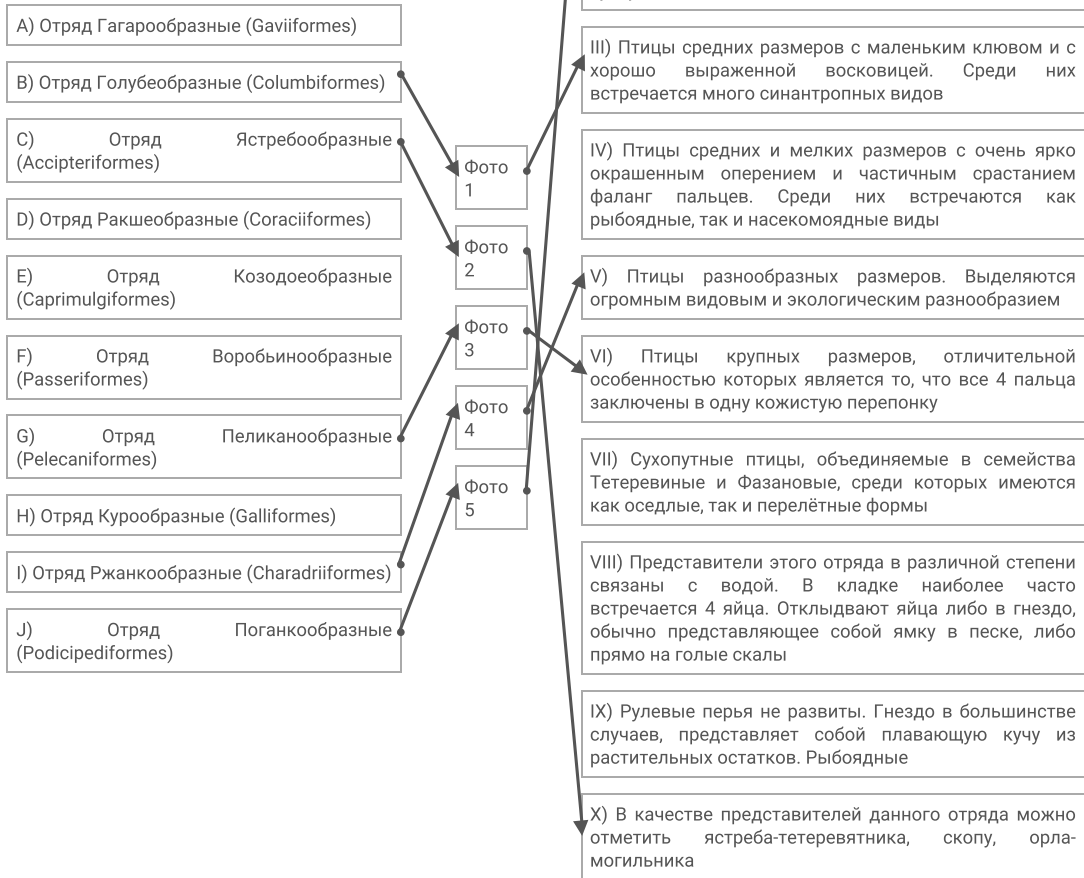 A) Отряд Гагарообразные (Gaviiformes)
B) Отряд Голубеобразные (Columbiformes)
C) Отряд Ястребообразные
(Accipteriformes)
D) Отряд Ракшеобразные (Coraciiformes)
E) Отряд Козодоеобразные
(Caprimulgiformes)
F) Отряд Воробьинообразные
(Passeriformes)
G) Отряд Пеликанообразные
(Pelecaniformes)
H) Отряд Курообразные (Galliformes)
I) Отряд Ржанкообразные (Charadriiformes)
J) Отряд Поганкообразные
(Podicipediformes)
Фото
1
Фото
2
Фото
3
Фото
4
Фото
5
III) Птицы средних размеров с маленьким клювом и с
хорошо выраженной восковицей. Среди них
встречается много синантропных видов
IV) Птицы средних и мелких размеров с очень ярко
окрашенным оперением и частичным срастанием
фаланг пальцев. Среди них встречаются как
рыбоядные, так и насекомоядные виды
V) Птицы разнообразных размеров. Выделяются
огромным видовым и экологическим разнообразием
VI) Птицы крупных размеров, отличительной
особенностью которых является то, что все 4 пальца
заключены в одну кожистую перепонку
VII) Сухопутные птицы, объединяемые в семейства
Тетеревиные и Фазановые, среди которых имеются
как оседлые, так и перелётные формы
VIII) Представители этого отряда в различной степени
связаны с водой. В кладке наиболее часто
встречается 4 яйца. Отклыдвают яйца либо в гнездо,
обычно представляющее собой ямку в песке, либо
прямо на голые скалы
IX) Рулевые перья не развиты. Гнездо в большинстве
случаев, представляет собой плавающую кучу из
растительных остатков. Рыбоядные
X) В качестве представителей данного отряда можно
отметить ястреба-тетеревятника, скопу, орла-
могильника